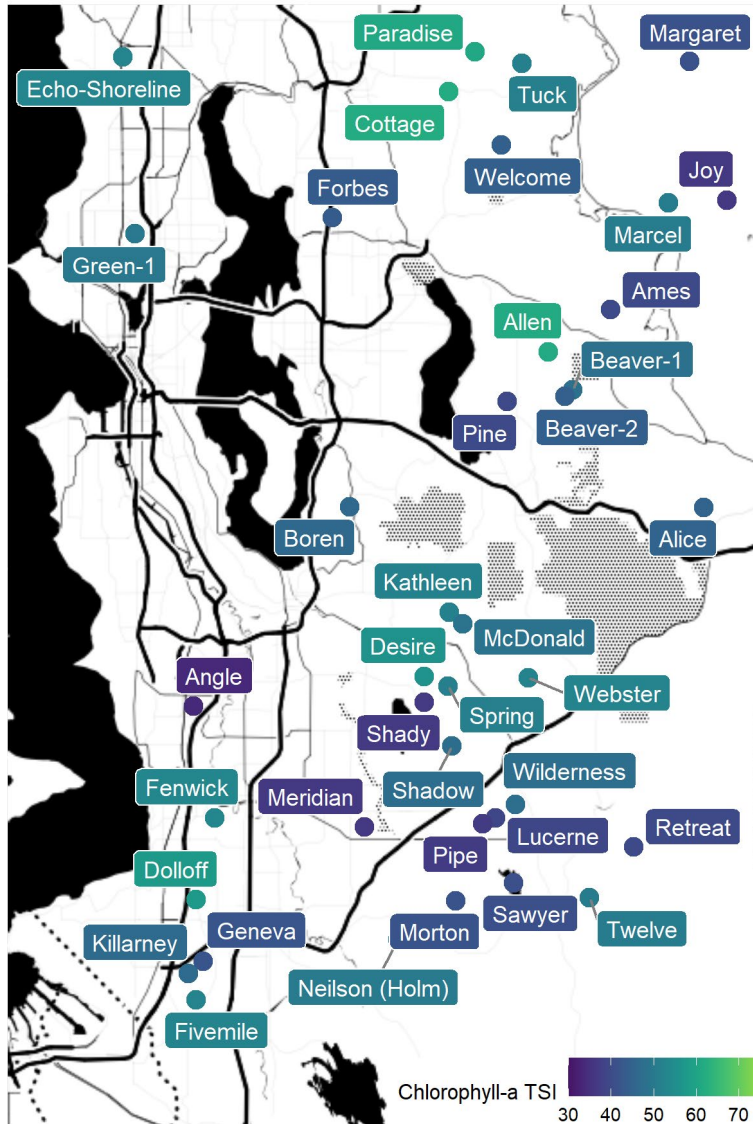 Paradise
Margaret
Echo-Shoreline
Tuck
Cottage
Welcome
Joy
Forbes
Marcel
Green-1
Ames
Allen
Beaver-1
Pine
Beaver-2
Boren
Alice
Kathleen
McDonald
Desire
Angle
Webster
Spring
Shady
Wilderness
Fenwick
Meridian
Shadow
Lucerne
Retreat
Pipe
Dolloff
Sawyer
Killarney
Geneva
Morton
Twelve
Neilson (Holm)
Fivemile
Chlorophyll-a TSI
30 40 50 60 70